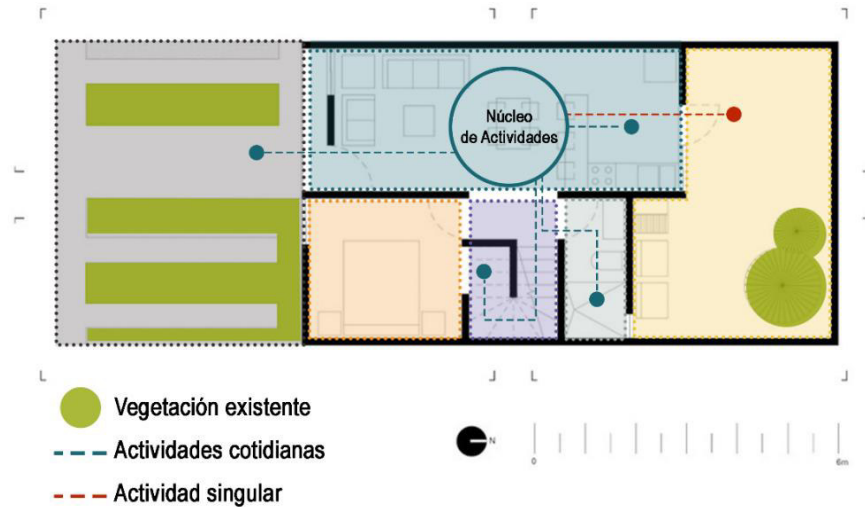 Núcleo
de Actividades
Vegetación existente
Actividades cotidianas
Actividad singular
N
0
6m